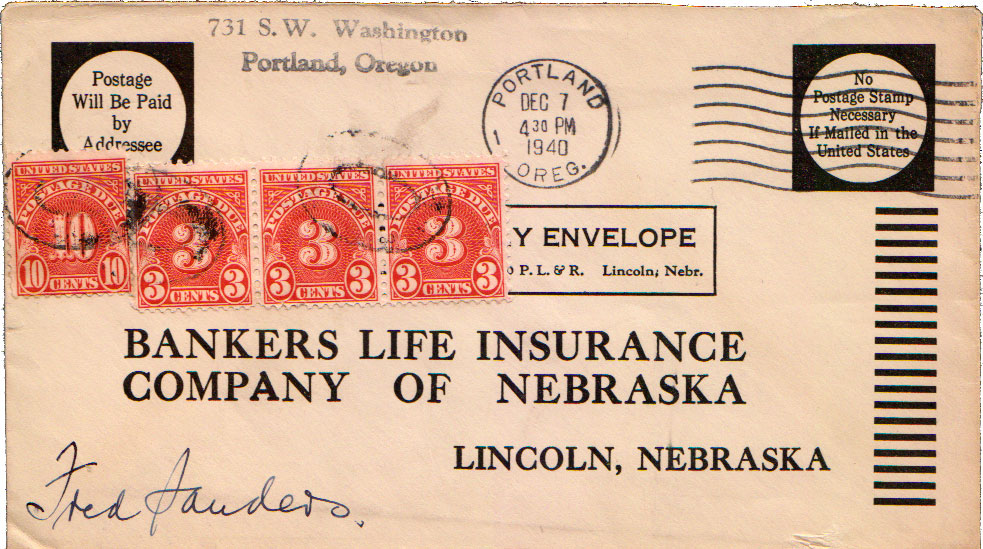 731 S. W. Washington
Portland, Oregon
Postage
Will Be Paid
by
Addressee
PORTLAND
DEC 7
4 30 PM
1
1940
OREG.
No
Postage Stamp
Necessary
If Mailed in the
United States
UNITED STATES
POSTAGE DUE
10
10 CENTS 10
UNITED STATES
POSTAGE DUE
3
3 CENTS 3
UNITED STATES
POSTAGE DUE
3
3 CENTS 3
UNITED STATES
POSTAGE DUE
3
3 CENTS 3
Y ENVELOPE
P. L. & R. Lincoln, Nebr.
BANKERS LIFE INSURANCE
COMPANY OF NEBRASKA
LINCOLN, NEBRASKA
Fred Sanders.